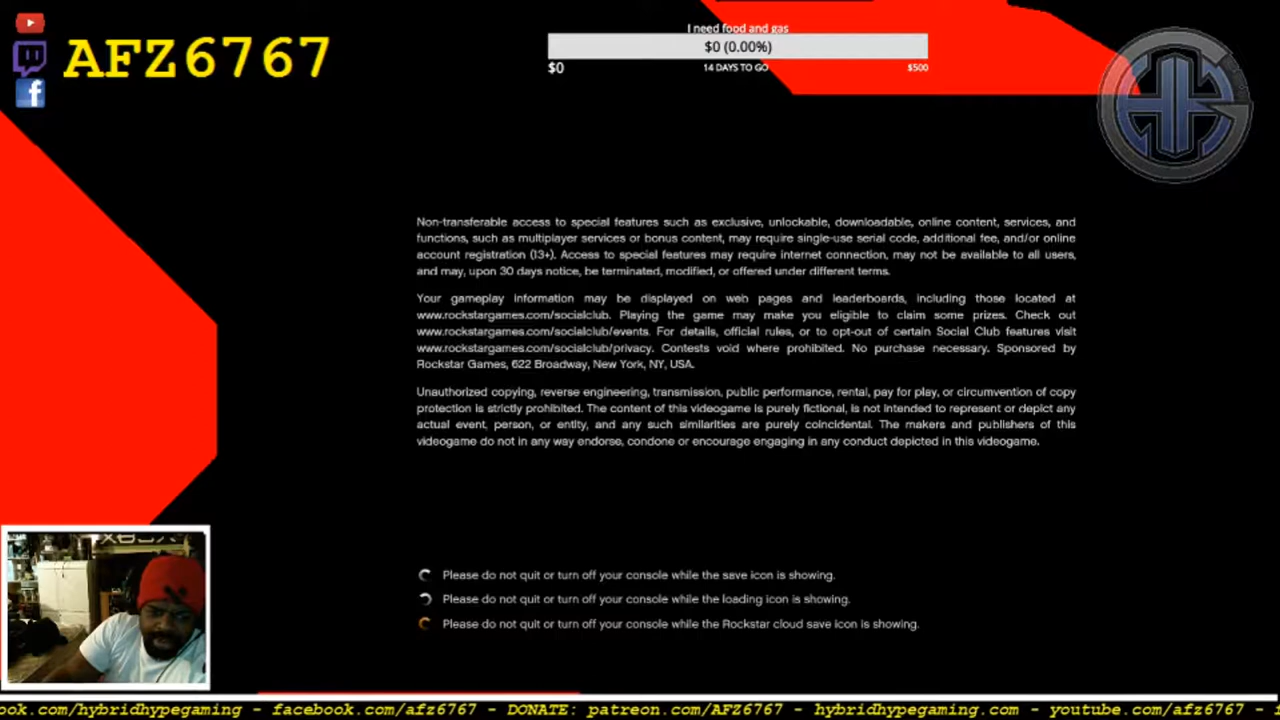 AFZ6767
I need food and gas
$0 (0.00%)
$0 14 DAYS TO GO $500
Non-transferable access to special features such as exclusive, unlockable, downloadable, online content, services, and
functions, such as multiplayer services or bonus content, may require single-use serial code, additional fee, and/or online
account registration (13+). Access to special features may require internet connection, may not be available to all users,
and may, upon 30 days notice, be terminated, modified, or offered under different terms.
Your gameplay information may be displayed on web pages and leaderboards, including those located at
www.rockstargames.com/socialclub. Playing the game may make you eligible to claim some prizes. Check out
www.rockstargames.com/socialclub/events. For details, official rules, or to opt-out of certain Social Club features visit
www.rockstargames.com/socialclub/privacy. Contests void where prohibited. No purchase necessary. Sponsored by
Rockstar Games, 622 Broadway, New York, NY, USA.
Unauthorized copying, reverse engineering, transmission, public performance, rental, pay for play, or circumvention of copy
protection is strictly prohibited. The content of this videogame is purely fictional, is not intended to represent or depict any
actual event, person, or entity, and any such similarities are purely coincidental. The makers and publishers of this
videogame do not in any way endorse, condone or encourage engaging in any conduct depicted in this videogame.
Please do not quit or turn off your console while the save icon is showing.
Please do not quit or turn off your console while the loading icon is showing.
Please do not quit or turn off your console while the Rockstar cloud save icon is showing.
ook.com/hybridhypegaming - facebook.com/afz6767 - DONATE: patreon.com/AFZ6767 - hybridhypegaming.com - youtube.com/afz6767 -